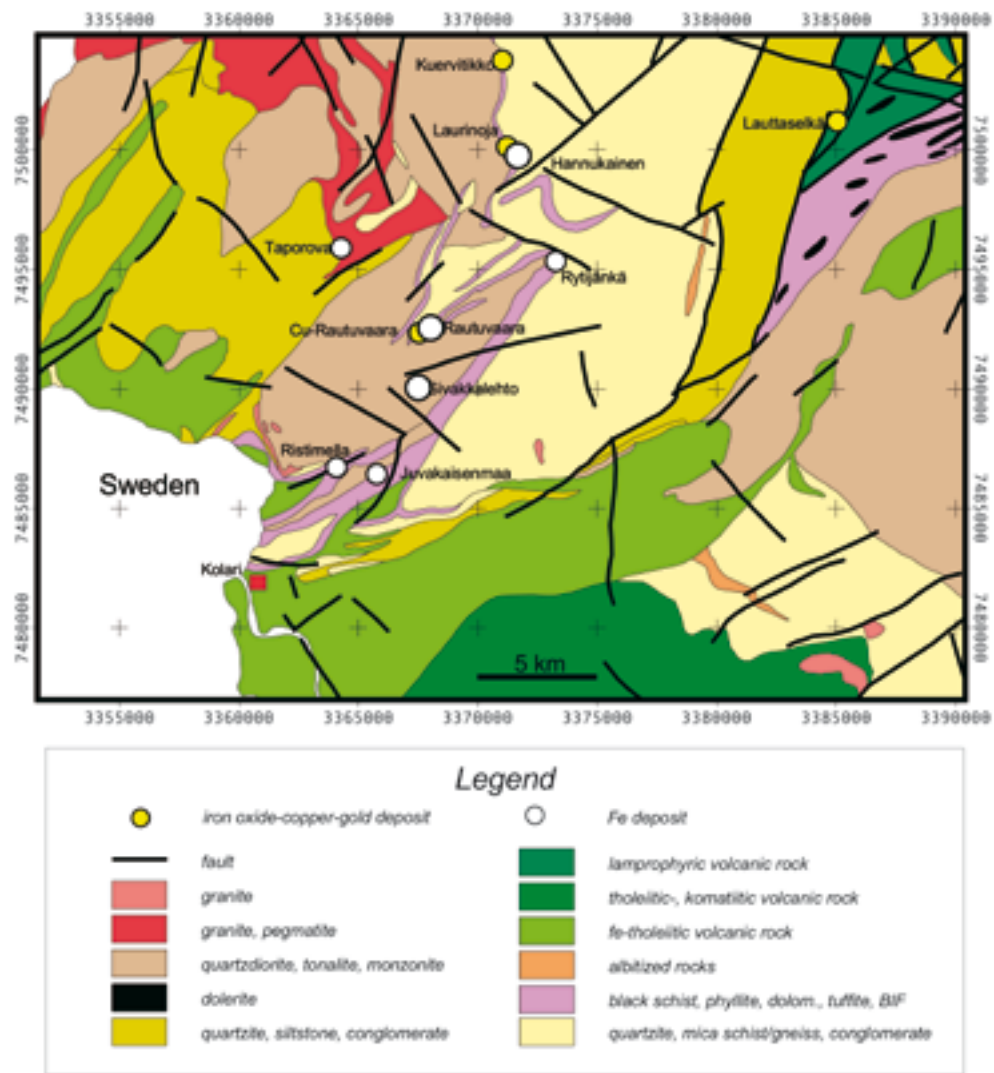 3355000 3360000 3365000 3370000 3375000 3380000 3385000 3390000
7500000
7495000
7490000
7485000
7480000
Kuervitikko
Laurinoja
Hannukainen
Lauttaselkä
Taporova
Rytijänkä
Cu-Rautuvaara
Rautuvaara
Sivakkalehto
Ristimella
Juvakaisenmaa
Sweden
Kolari
5 km
7500000
7495000
7490000
7485000
7480000
3355000 3360000 3365000 3370000 3375000 3380000 3385000 3390000
Legend
iron oxide-copper-gold deposit
fault
granite
granite, pegmatite
quartzdiorite, tonalite, monzonite
dolerite
quartzite, siltstone, conglomerate
Fe deposit
lamprophyric volcanic rock
tholeiitic-, komatiitic volcanic rock
fe-tholeiitic volcanic rock
albitized rocks
black schist, phyllite, dolom., tuffite, BIF
quartzite, mica schist/gneiss, conglomerate